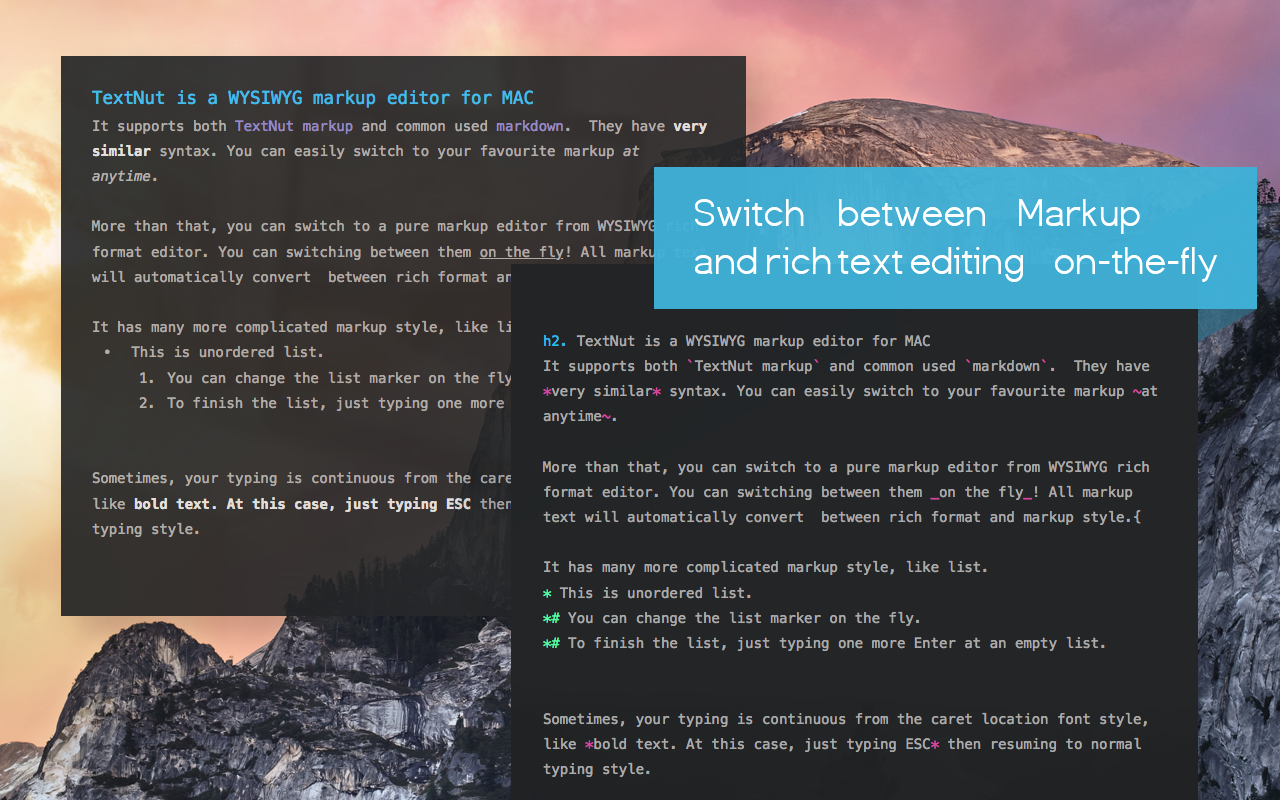 TextNut is a WYSIWYG markup editor for MAC
It supports both TextNut markup and common used markdown.  They have very
similar syntax. You can easily switch to your favourite markup at
anytime.
More than that, you can switch to a pure markup editor from WYSIWYG rich
format editor. You can switching between them on the fly! All markup text
will automatically convert  between rich format an
It has many more complicated markup style, like li
• This is unordered list.
1. You can change the list marker on the fly
2. To finish the list, just typing one more
Sometimes, your typing is continuous from the care
like bold text. At this case, just typing ESC then
typing style.
Switch between Markup
and rich text editing on-the-fly
h2. TextNut is a WYSIWYG markup editor for MAC
It supports both `TextNut markup` and common used `markdown`.  They have
*very similar* syntax. You can easily switch to your favourite markup ~at
anytime~.
More than that, you can switch to a pure markup editor from WYSIWYG rich
format editor. You can switching between them _on the fly_! All markup
text will automatically convert  between rich format and markup style.{
It has many more complicated markup style, like list.
* This is unordered list.
*# You can change the list marker on the fly.
*# To finish the list, just typing one more Enter at an empty list.
Sometimes, your typing is continuous from the caret location font style,
like *bold text. At this case, just typing ESC* then resuming to normal
typing style.